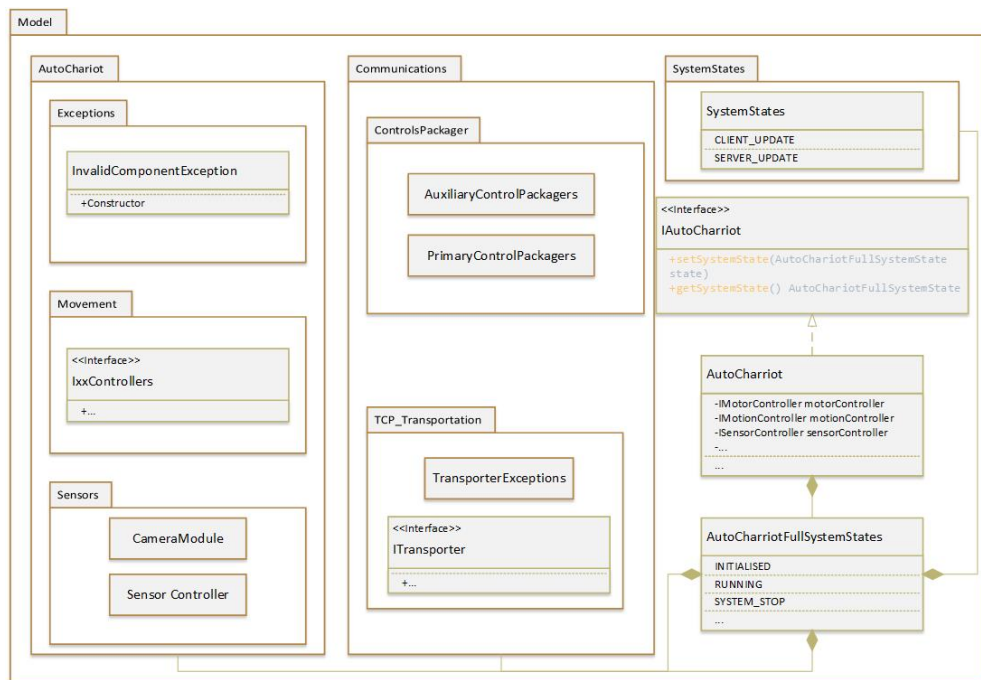 Model
AutoChariot
Exceptions
InvalidComponentException
+Constructor
Movement
<<Interface>>
IxxControllers
+...
Sensors
CameraModule
Sensor Controller
Communications
ControlsPackager
AuxiliaryControlPackagers
PrimaryControlPackagers
TCP_Transportation
TransporterExceptions
<<Interface>>
ITransporter
+...
SystemStates
SystemStates
CLIENT_UPDATE
SERVER_UPDATE
<<Interface>>
IAutoCharriot
+setSystemState(AutoChariotFullSystemState
state)
+getSystemState() AutoChariotFullSystemState
AutoCharriot
-IMotorController motorController
-IMotionController motionController
-ISensorController sensorController
-...
...
AutoCharriotFullSystemStates
INITIALISED
RUNNING
SYSTEM_STOP
...